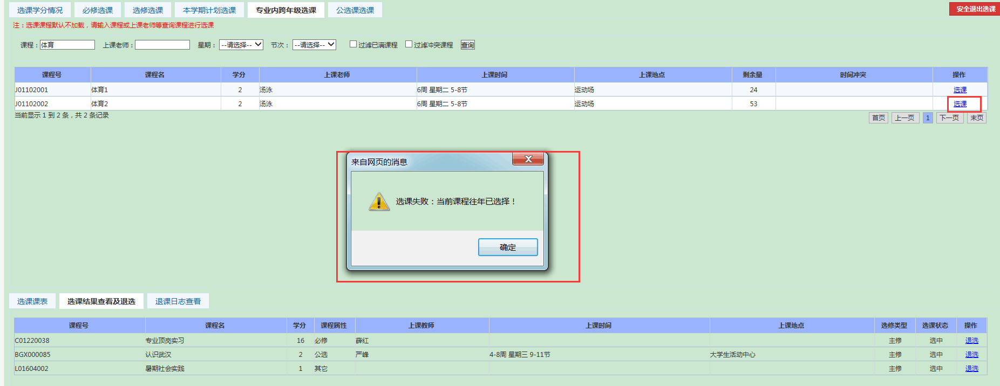 选课学分情况 必修选课 选修选课 本学期计划选课 专业内跨年级选课 公选课选课 安全退出选课
注：选课课程默认不加载，请输入课程或上课老师等查询课程进行选课
课程：体育 上课老师： 星期： --请选择-- 节次： --请选择-- 过滤已满课程 过滤冲突课程 查询
课程号 课程名 学分 上课老师 上课时间 上课地点 剩余量 时间冲突 操作
J01102001 体育1 2 汤泳 6周 星期二 5-8节 运动场 24 选课
J01102002 体育2 2 汤泳 6周 星期二 5-8节 运动场 53 选课
当前显示 1 到 2 条，共 2 条记录
首页 上一页 1 下一页 末页
来自网页的消息
选课失败：当前课程往年已选择！
确定
选课课表 选课结果查看及退选 退课日志查看
课程号 课程名 学分 课程属性 上课教师 上课时间 上课地点 选修类型 选课状态 操作
C01220038 专业顶岗实习 16 必修 薛红 主修 选中 退选
BGX000085 认识武汉 2 公选 严峰 4-8周 星期三 9-11节 大学生活动中心 主修 选中 退选
L01604002 暑期社会实践 1 其它 主修 选中 退选